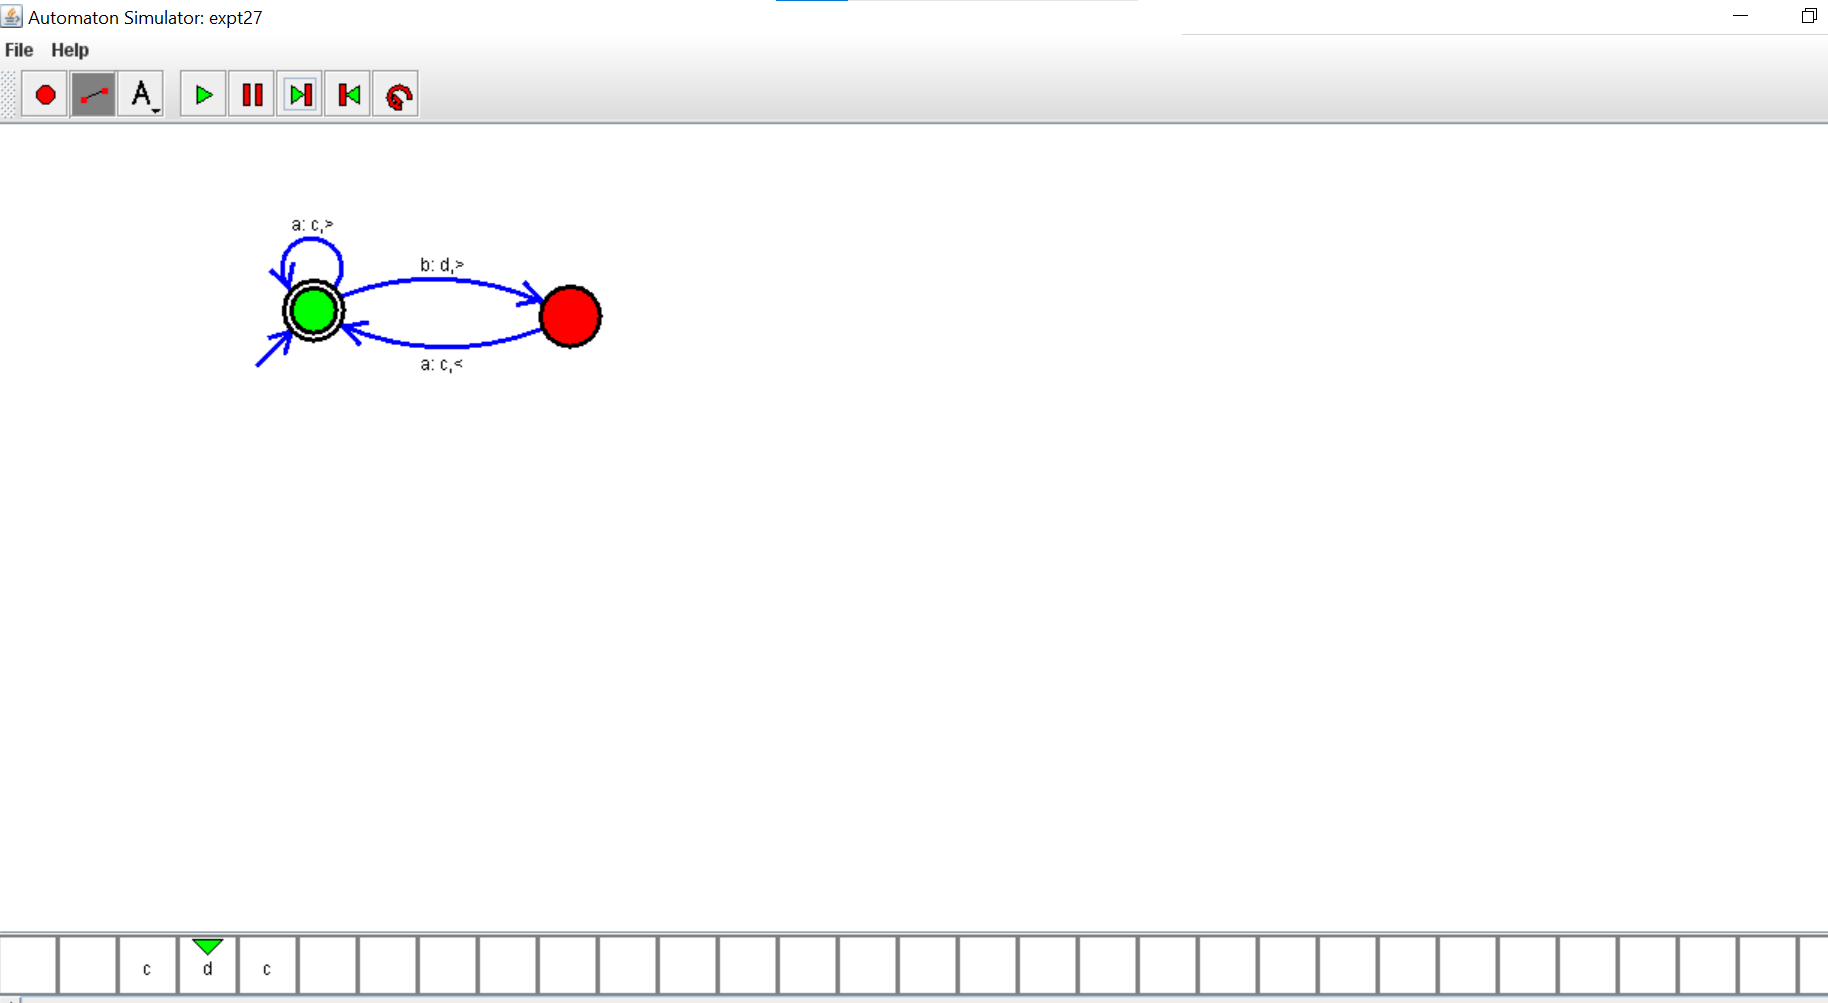 Automaton Simulator: expt27
File Help
A
a: c,>
b: d,>
a: c,<
c d c